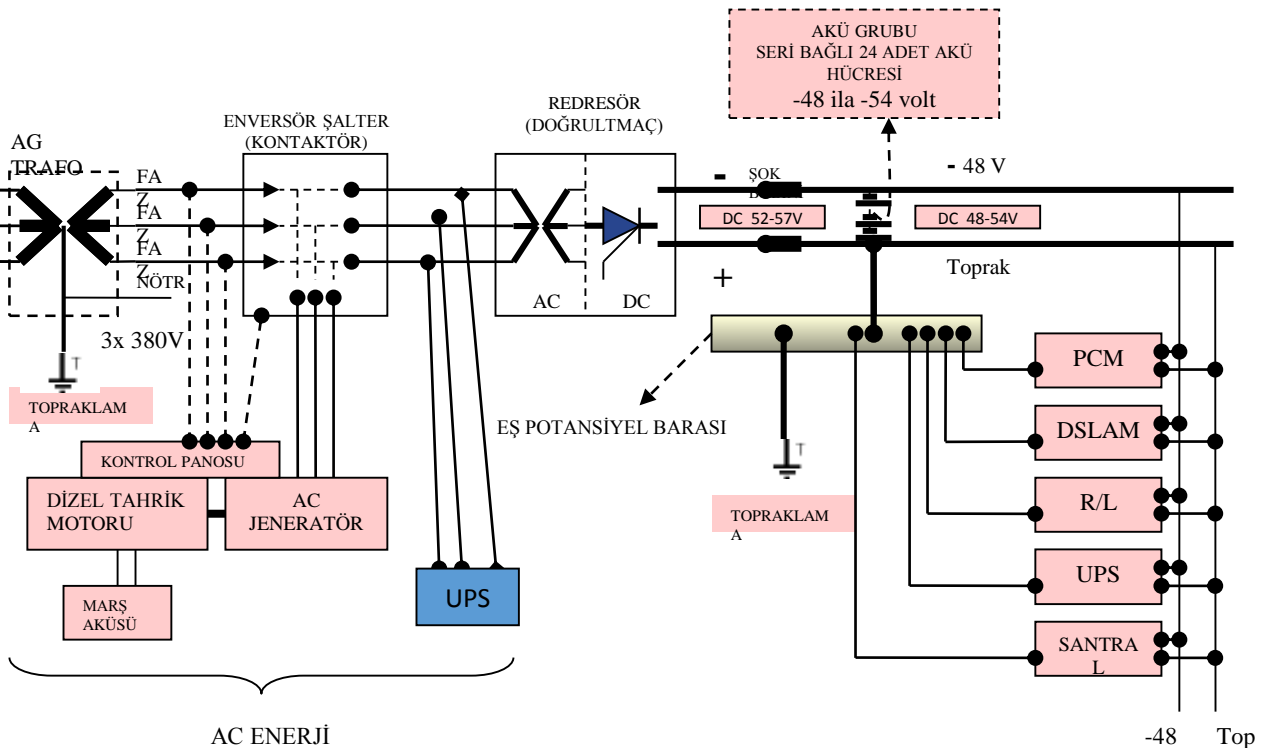 AKÜ GRUBU
SERİ BAĞLI 24 ADET AKÜ
HÜCRESİ
-48 ila -54 volt
REDRESÖR
(DOĞRULTMAÇ)
ENVERSÖR ŞALTER
(KONTAKTÖR)
AG
TRAFO
FA
Z
FA
Z
FA
Z
NÖTR
3x 380V
T
TOPRAKLAM
A
AC
DC
-
ŞOK
- 48 V
DC 52-57V
DC 48-54V
+
Toprak
EŞ POTANSİYEL BARASI
T
TOPRAKLAM
A
KONTROL PANOSU
DİZEL TAHRİK
MOTORU
AC
JENERATÖR
MARŞ
AKÜSÜ
UPS
PCM
DSLAM
R/L
UPS
SANTRA
L
AC ENERJİ
-48
Top